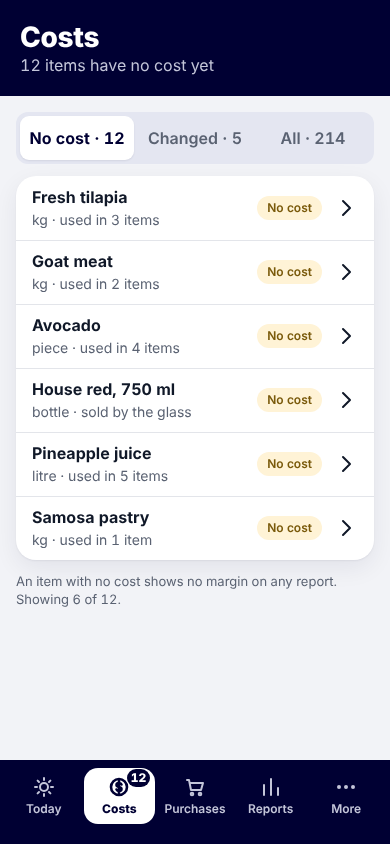 Costs
12 items have no cost yet
No cost · 12
Changed · 5
All · 214
Fresh tilapia
kg · used in 3 items
No cost
Goat meat
kg · used in 2 items
No cost
Avocado
piece · used in 4 items
No cost
House red, 750 ml
bottle · sold by the glass
No cost
Pineapple juice
litre · used in 5 items
No cost
Samosa pastry
kg · used in 1 item
No cost
An item with no cost shows no margin on any report.
Showing 6 of 12.
12
Today
Costs
Purchases
Reports
More